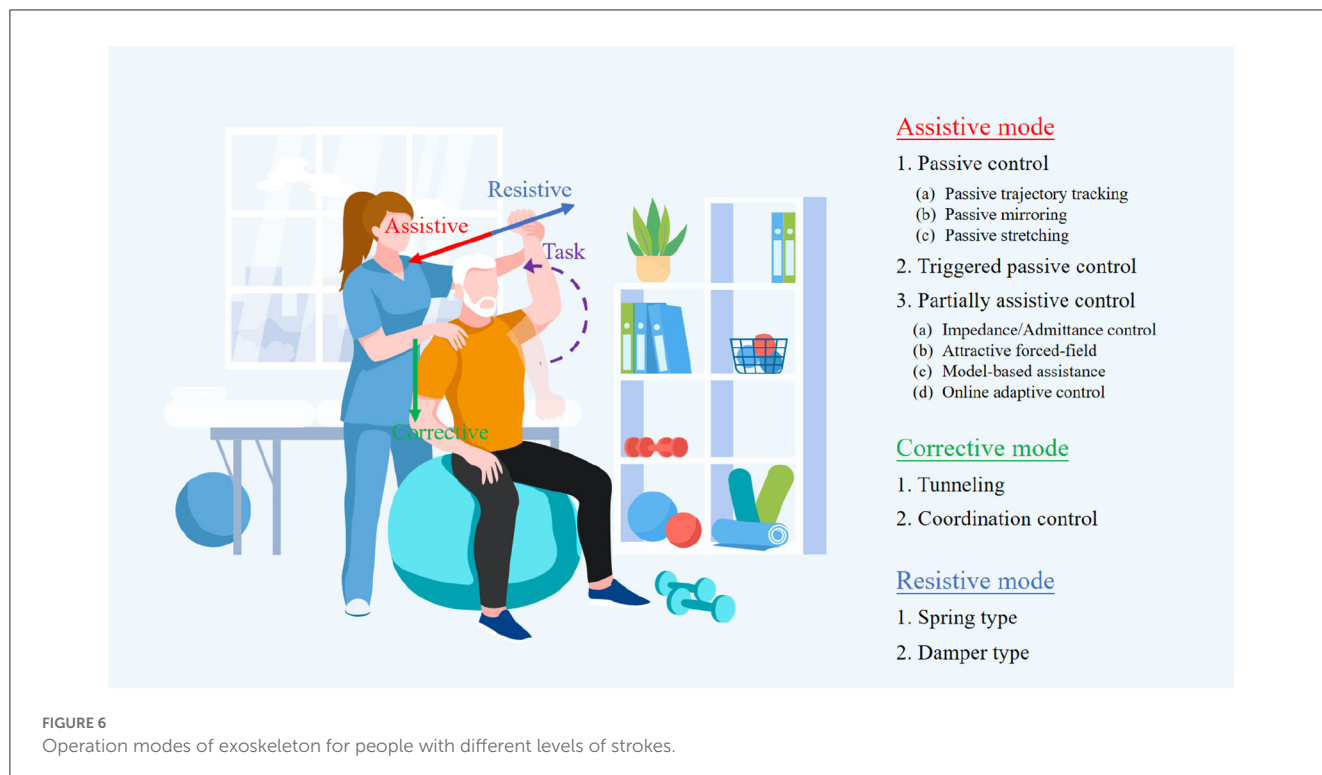 Resistive
Assistive
Task
Corrective
Assistive mode
1. Passive control
(a) Passive trajectory tracking
(b) Passive mirroring
(c) Passive stretching
2. Triggered passive control
3. Partially assistive control
(a) Impedance/Admittance control
(b) Attractive forced-field
(c) Model-based assistance
(d) Online adaptive control
Corrective mode
1. Tunneling
2. Coordination control
Resistive mode
1. Spring type
2. Damper type
FIGURE 6
Operation modes of exoskeleton for people with different levels of strokes.